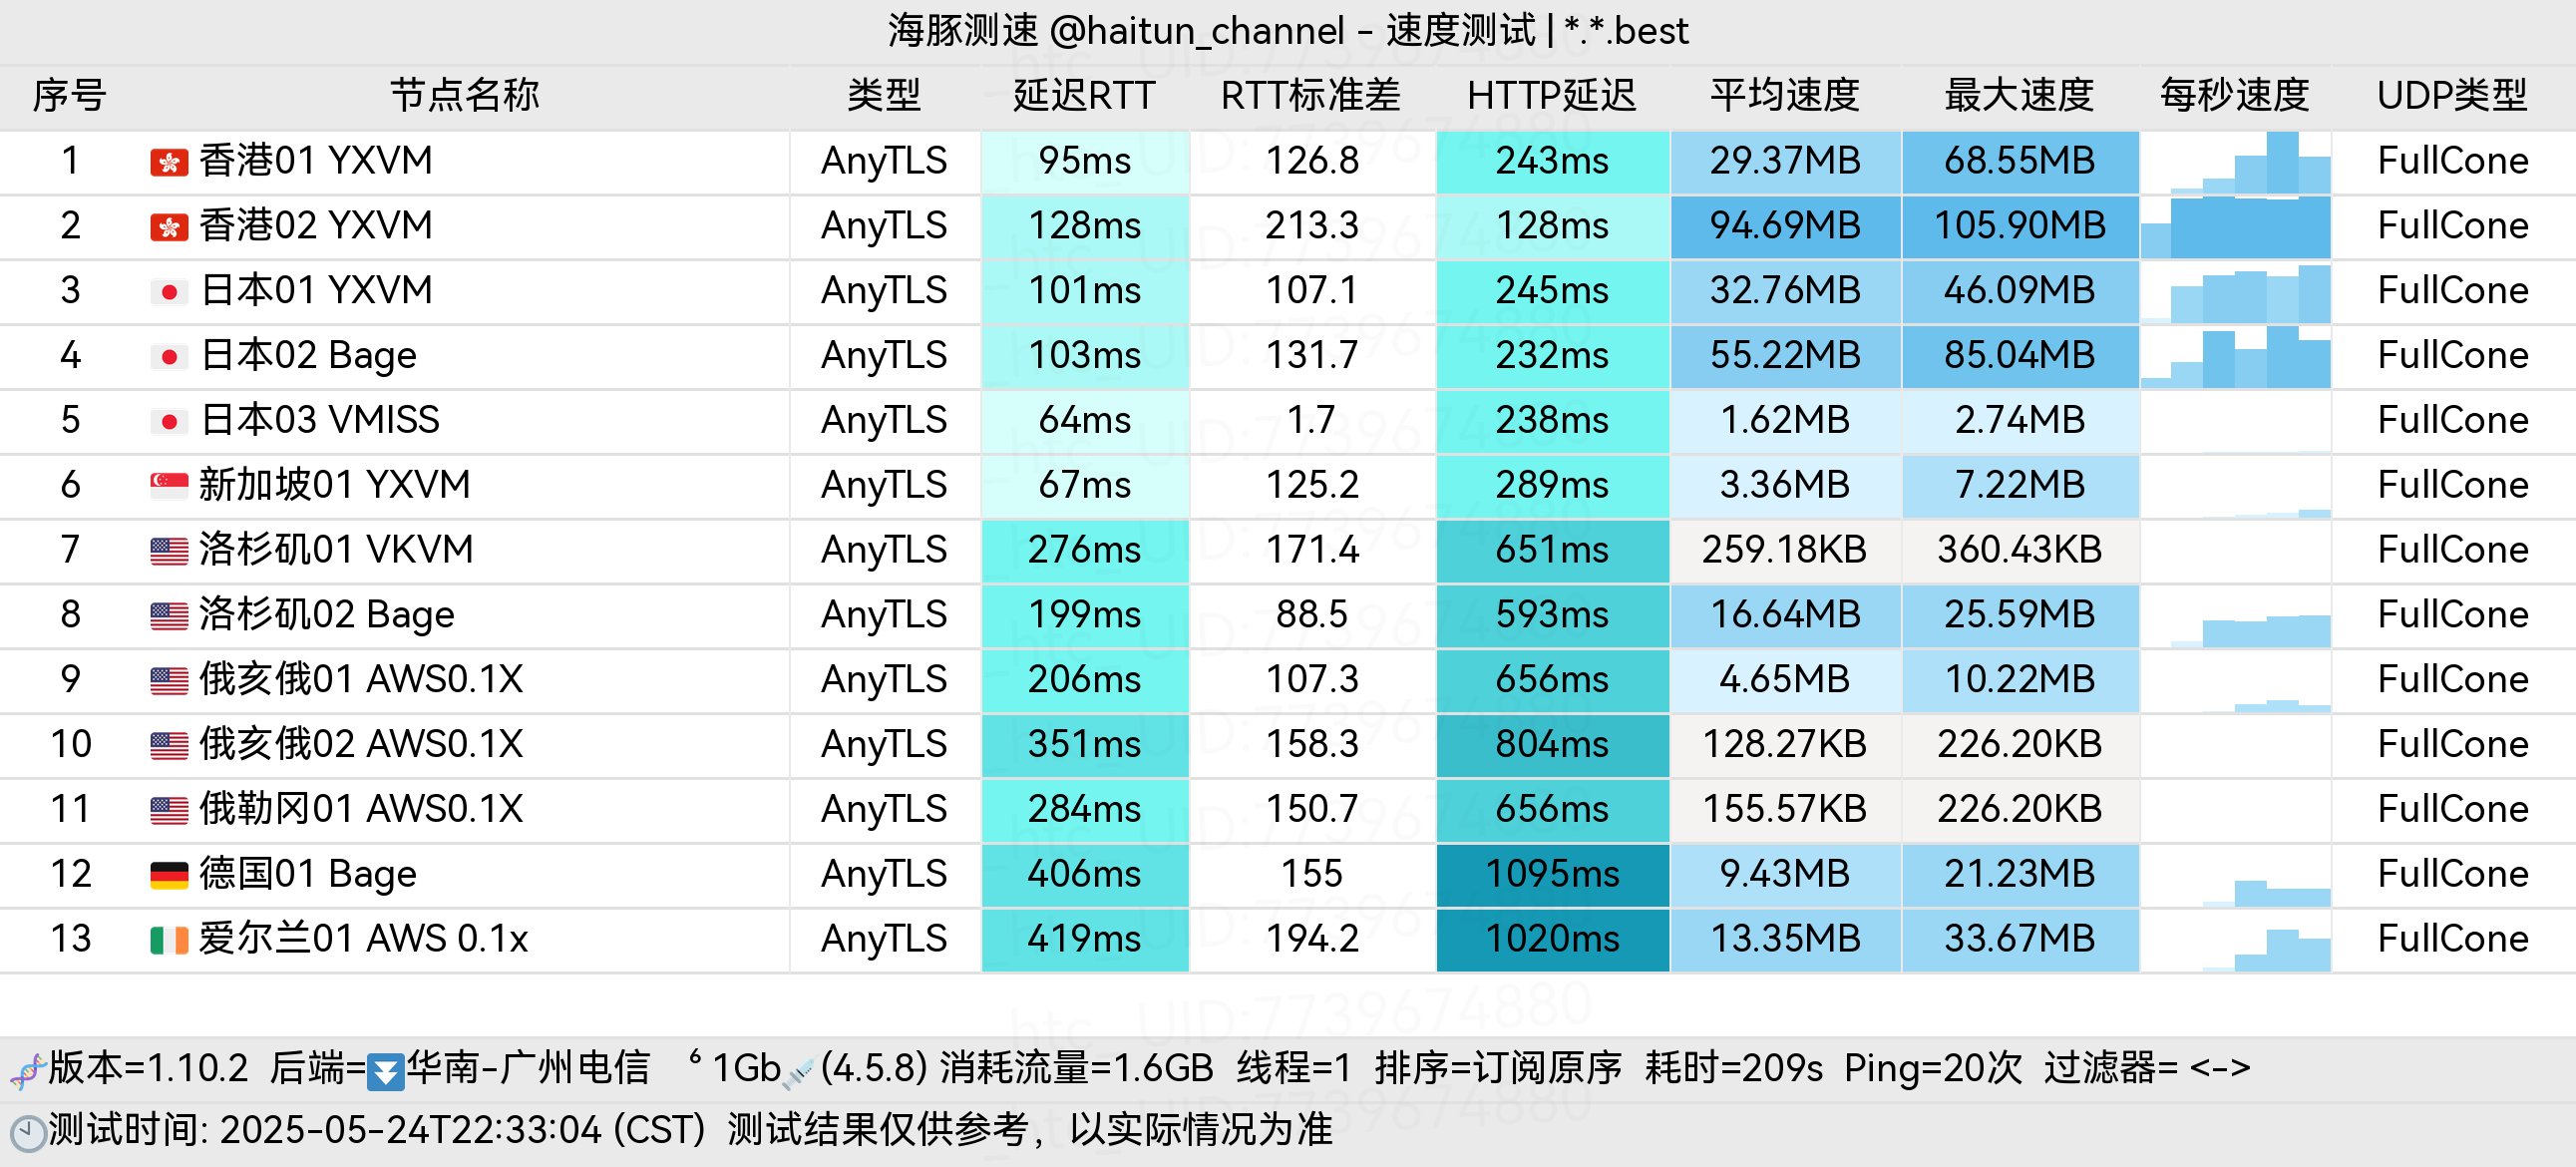 海豚测速 @haitun_channel - 速度测试 | *.*.best
序号 节点名称 类型 延迟RTT RTT标准差 HTTP延迟 平均速度 最大速度 每秒速度 UDP类型
1 香港01 YXVM AnyTLS 95ms 126.8 243ms 29.37MB 68.55MB FullCone
2 香港02 YXVM AnyTLS 128ms 213.3 128ms 94.69MB 105.90MB FullCone
3 日本01 YXVM AnyTLS 101ms 107.1 245ms 32.76MB 46.09MB FullCone
4 日本02 Bage AnyTLS 103ms 131.7 232ms 55.22MB 85.04MB FullCone
5 日本03 VMISS AnyTLS 64ms 1.7 238ms 1.62MB 2.74MB FullCone
6 新加坡01 YXVM AnyTLS 67ms 125.2 289ms 3.36MB 7.22MB FullCone
7 洛杉矶01 VKVM AnyTLS 276ms 171.4 651ms 259.18KB 360.43KB FullCone
8 洛杉矶02 Bage AnyTLS 199ms 88.5 593ms 16.64MB 25.59MB FullCone
9 俄亥俄01 AWS0.1X AnyTLS 206ms 107.3 656ms 4.65MB 10.22MB FullCone
10 俄亥俄02 AWS0.1X AnyTLS 351ms 158.3 804ms 128.27KB 226.20KB FullCone
11 俄勒冈01 AWS0.1X AnyTLS 284ms 150.7 656ms 155.57KB 226.20KB FullCone
12 德国01 Bage AnyTLS 406ms 155 1095ms 9.43MB 21.23MB FullCone
13 爱尔兰01 AWS 0.1x AnyTLS 419ms 194.2 1020ms 13.35MB 33.67MB FullCone
版本=1.10.2 后端=⏬华南-广州电信 ⁶ 1Gb💉(4.5.8) 消耗流量=1.6GB 线程=1 排序=订阅原序 耗时=209s Ping=20次 过滤器= <->
测试时间: 2025-05-24T22:33:04 (CST) 测试结果仅供参考，以实际情况为准